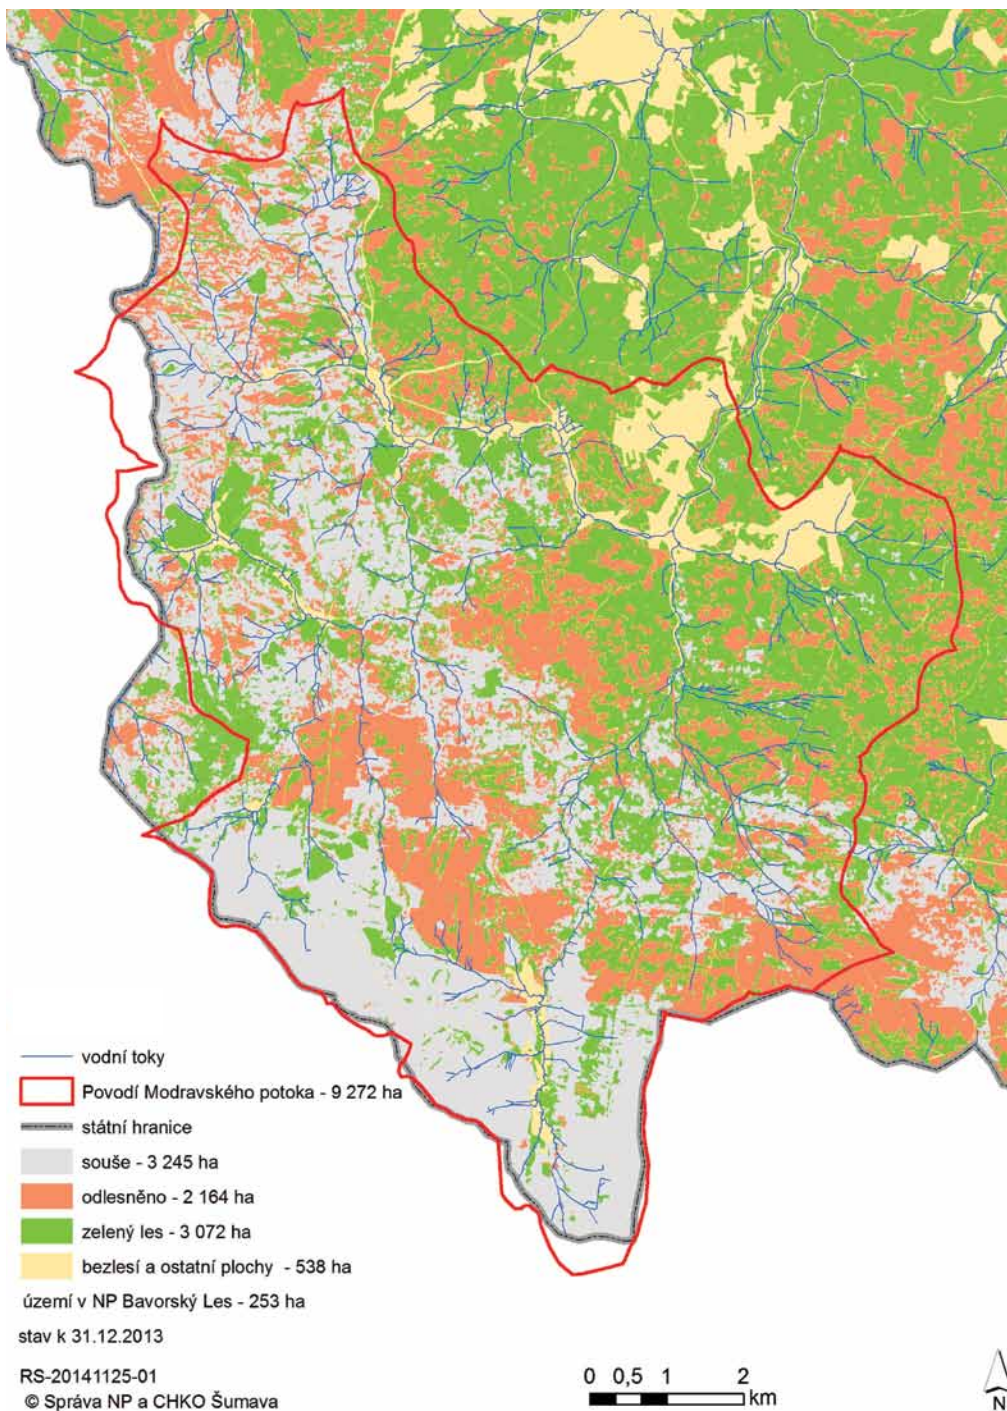 vodní toky
Povodí Modravského potoka - 9 272 ha
státní hranice
souše - 3 245 ha
odlesněno - 2 164 ha
zelený les - 3 072 ha
bezlesí a ostatní plochy - 538 ha
území v NP Bavorský Les - 253 ha
stav k 31.12.2013
RS-20141125-01
© Správa NP a CHKO Šumava
0 0,5 1 2
km
N